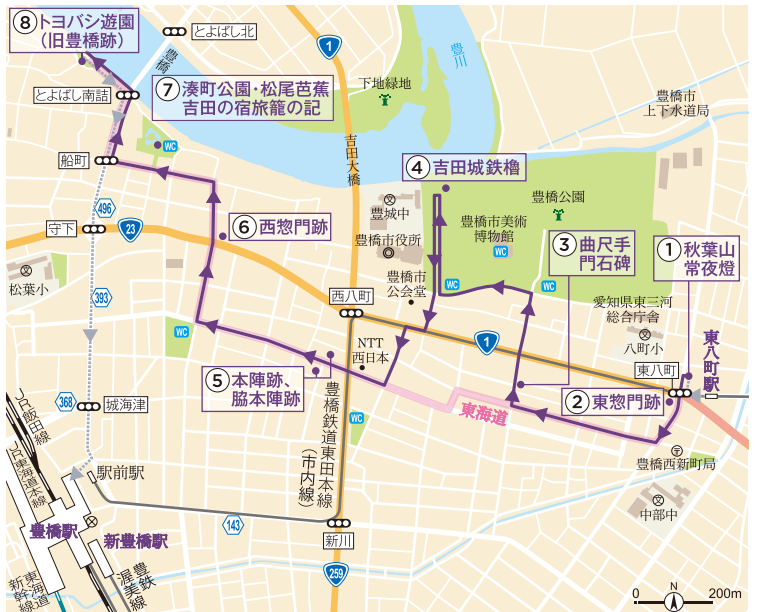 ⑧トヨバシ遊園
(旧豊橋跡)
とよばし北
豊橋
とよばし南詰
⑦湊町公園・松尾芭蕉
吉田の宿旅籠の記
1
下地緑地
豊川
豊橋市
上下水道局
吉田大橋
船町
WC
④吉田城鉄櫓
豊城中
豊橋市役所
豊橋公園
豊橋市美術
博物館
WC
③曲尺手
門石碑
①秋葉山
常夜燈
496
守下
23
⑥西惣門跡
松葉小
393
豊橋市
公会堂
WC
WC
西八町
愛知県東三河
総合庁舎
八町小
東八町
東八町駅
WC
NTT
西日本
1
⑤本陣跡、
脇本陣跡
②東惣門跡
東海道
368
城海津
WC
豊橋鉄道東田本線
(市内線)
豊橋西新町局
中部中
JR飯田線
JR東海道本線
駅前駅
豊橋駅
新豊橋駅
143
新川
259
東海道
新幹線
豊鉄
渥美線
0
N
200m